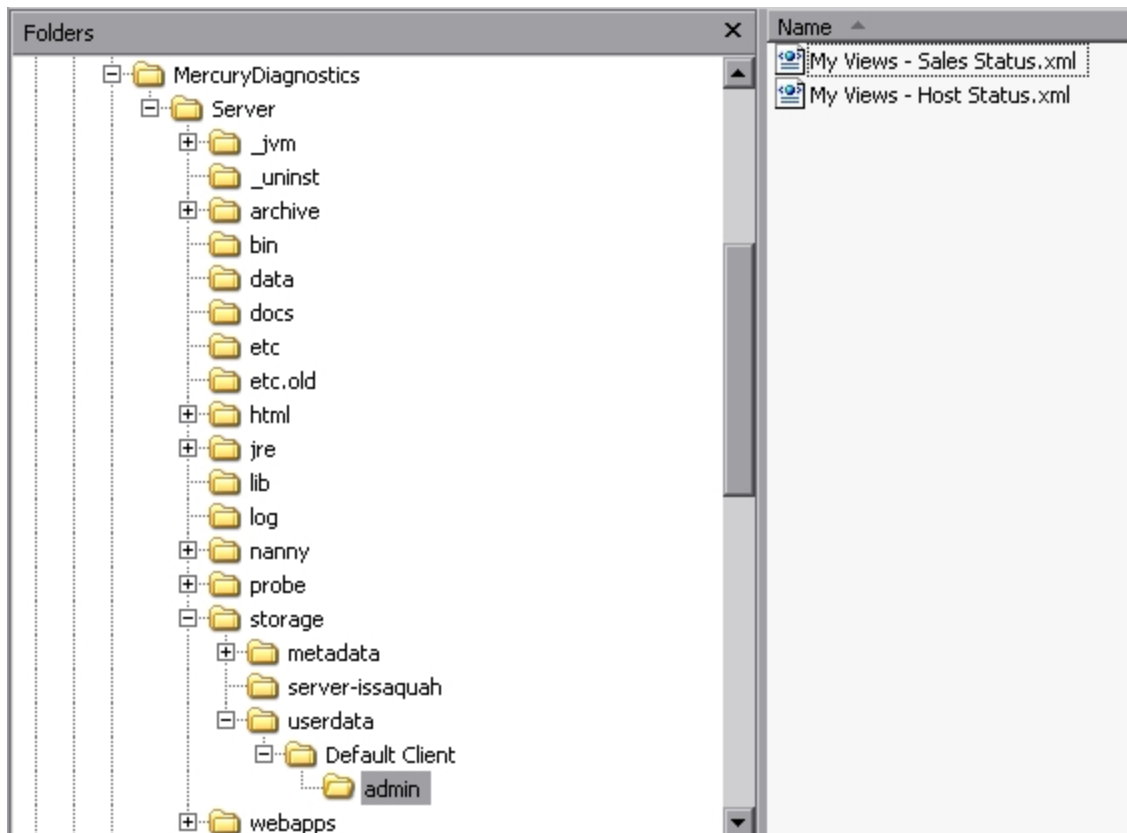 Folders
MercuryDiagnostics
Server
_jvm
_uninst
archive
bin
data
docs
etc
etc.old
html
jre
lib
log
nanny
probe
storage
metadata
server-issaquah
userdata
Default Client
admin
webapps
Name
My Views - Sales Status.xml
My Views - Host Status.xml